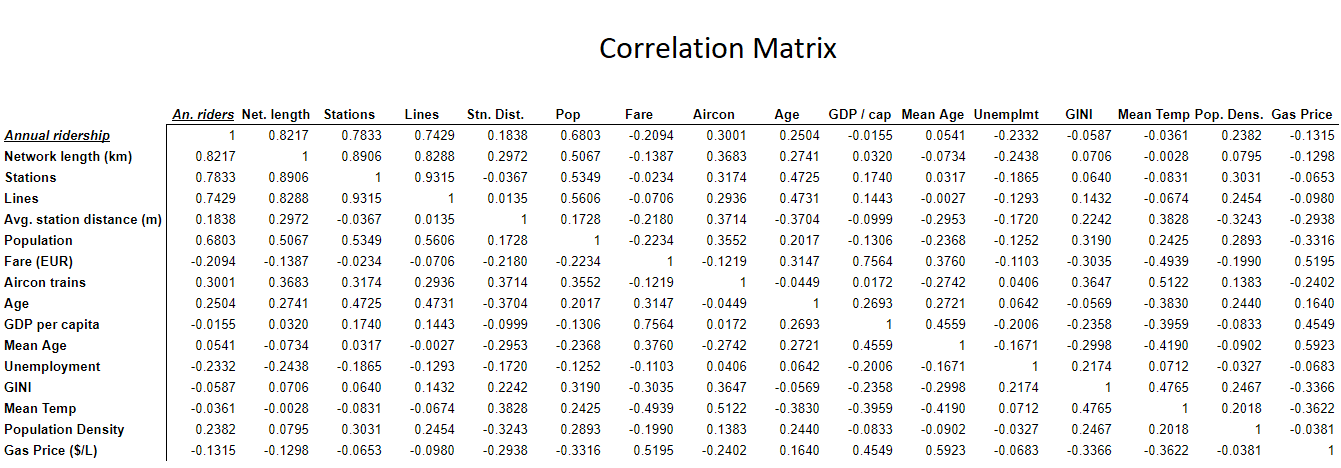 Correlation Matrix
An. riders Net. length Stations Lines Stn. Dist. Pop Fare Aircon Age GDP / cap Mean Age Unemplmt GINI Mean Temp Pop. Dens. Gas Price
Annual ridership 1 0.8217 0.7833 0.7429 0.1838 0.6803 -0.2094 0.3001 0.2504 -0.0155 0.0541 -0.2332 -0.0587 -0.0361 0.2382 -0.1315
Network length (km) 0.8217 1 0.8906 0.8288 0.2972 0.5067 -0.1387 0.3683 0.2741 0.0320 -0.0734 -0.2438 0.0706 -0.0028 0.0795 -0.1298
Stations 0.7833 0.8906 1 0.9315 -0.0367 0.5349 -0.0234 0.3174 0.4725 0.1740 0.0317 -0.1865 0.0640 -0.0831 0.3031 -0.0653
Lines 0.7429 0.8288 0.9315 1 0.0135 0.5606 -0.0706 0.2936 0.4731 0.1443 -0.0027 -0.1293 0.1432 -0.0674 0.2454 -0.0980
Avg. station distance (m) 0.1838 0.2972 -0.0367 0.0135 1 0.1728 -0.2180 0.3714 -0.3704 -0.0999 -0.2953 -0.1720 0.2242 0.3828 -0.3243 -0.2938
Population 0.6803 0.5067 0.5349 0.5606 0.1728 1 -0.2234 0.3552 0.2017 -0.1306 -0.2368 -0.1252 0.3190 0.2425 0.2893 -0.3316
Fare (EUR) -0.2094 -0.1387 -0.0234 -0.0706 -0.2180 -0.2234 1 -0.1219 0.3147 0.7564 0.3760 -0.1103 -0.3035 -0.4939 -0.1990 0.5195
Aircon trains 0.3001 0.3683 0.3174 0.2936 0.3714 0.3552 -0.1219 1 -0.0449 0.0172 -0.2742 0.0406 0.3647 0.5122 0.1383 -0.2402
Age 0.2504 0.2741 0.4725 0.4731 -0.3704 0.2017 0.3147 -0.0449 1 0.2693 0.2721 0.0642 -0.0569 -0.3830 0.2440 0.1640
GDP per capita -0.0155 0.0320 0.1740 0.1443 -0.0999 -0.1306 0.7564 0.0172 0.2693 1 0.4559 -0.2006 -0.2358 -0.3959 -0.0833 0.4549
Mean Age 0.0541 -0.0734 0.0317 -0.0027 -0.2953 -0.2368 0.3760 -0.2742 0.2721 0.4559 1 -0.1671 -0.2998 -0.4190 -0.0902 0.5923
Unemployment -0.2332 -0.2438 -0.1865 -0.1293 -0.1720 -0.1252 -0.1103 0.0406 0.0642 -0.2006 -0.1671 1 0.2174 0.0712 -0.0327 -0.0683
GINI -0.0587 0.0706 0.0640 0.1432 0.2242 0.3190 -0.3035 0.3647 -0.0569 -0.2358 -0.2998 0.2174 1 0.4765 0.2467 -0.3366
Mean Temp -0.0361 -0.0028 -0.0831 -0.0674 0.3828 0.2425 -0.4939 0.5122 -0.3830 -0.3959 -0.4190 0.0712 0.4765 1 0.2018 -0.3622
Population Density 0.2382 0.0795 0.3031 0.2454 -0.3243 0.2893 -0.1990 0.1383 0.2440 -0.0833 -0.0902 -0.0327 0.2467 0.2018 1 -0.0381
Gas Price ($/L) -0.1315 -0.1298 -0.0653 -0.0980 -0.2938 -0.3316 0.5195 -0.2402 0.1640 0.4549 0.5923 -0.0683 -0.3366 -0.3622 -0.0381 1